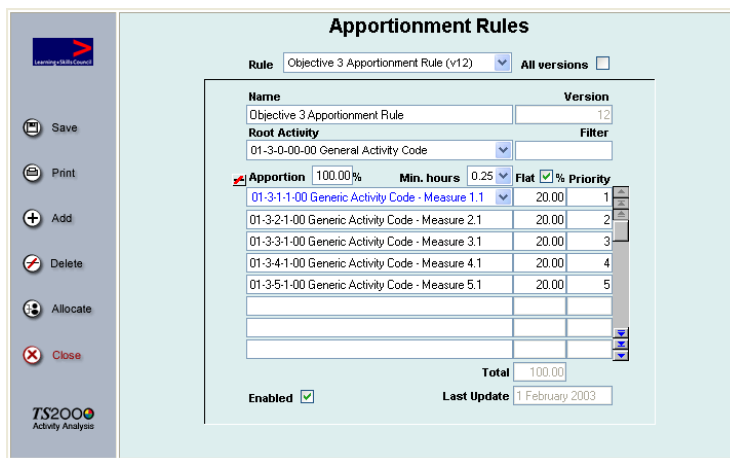 Apportionment Rules
Learning+Skills Council
Rule Objective 3 Apportionment Rule (v12) All versions
Name Version
Objective 3 Apportionment Rule 12
Root Activity Filter
01-3-0-00-00 General Activity Code
Apportion 100.00% Min. hours 0.25 Flat % Priority
01-3-1-1-00 Generic Activity Code - Measure 1.1 20.00 1
01-3-2-1-00 Generic Activity Code - Measure 2.1 20.00 2
01-3-3-1-00 Generic Activity Code - Measure 3.1 20.00 3
01-3-4-1-00 Generic Activity Code - Measure 4.1 20.00 4
01-3-5-1-00 Generic Activity Code - Measure 5.1 20.00 5
Total 100.00
Enabled Last Update 1 February 2003
Save
Print
Add
Delete
Allocate
Close
TS2000
Activity Analysis